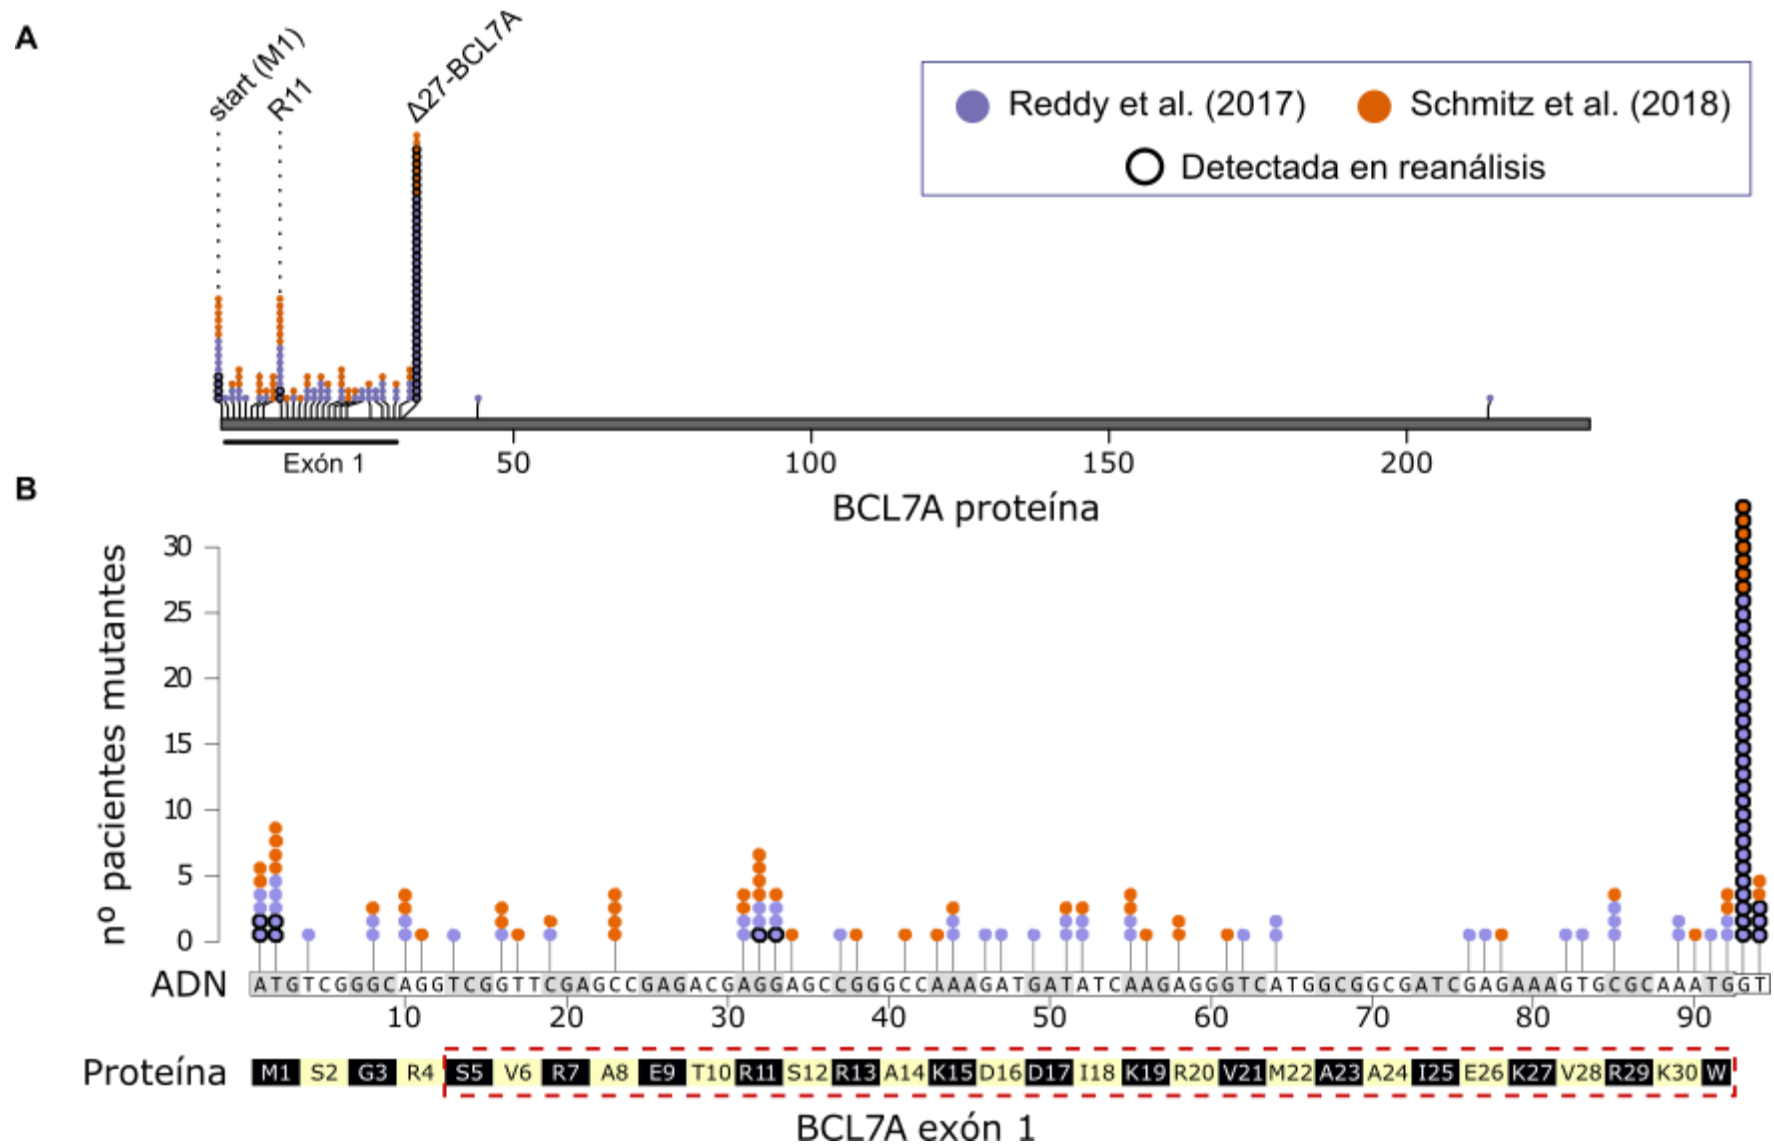 A
start (M1)
R11
Δ27-BCL7A
Reddy et al. (2017)
Schmitz et al. (2018)
Detectada en reanálisis
Exón 1
50
100
150
200
BCL7A proteína
B
nº pacientes mutantes
30
25
20
15
10
5
0
ADN
ATGTCGGGCAGGTCGGTTCGAGCCGAGACGAGGAGCCGGGCCAAAGATGATATCAAGAGGGTCATGGCGGCGATCGAGAAAGTGCGCAAATGGT
10 20 30 40 50 60 70 80 90
Proteína
M1 S2 G3 R4 S5 V6 R7 A8 E9 T10 R11 S12 R13 A14 K15 D16 D17 I18 K19 R20 V21 M22 A23 A24 I25 E26 K27 V28 R29 K30 W
BCL7A exón 1